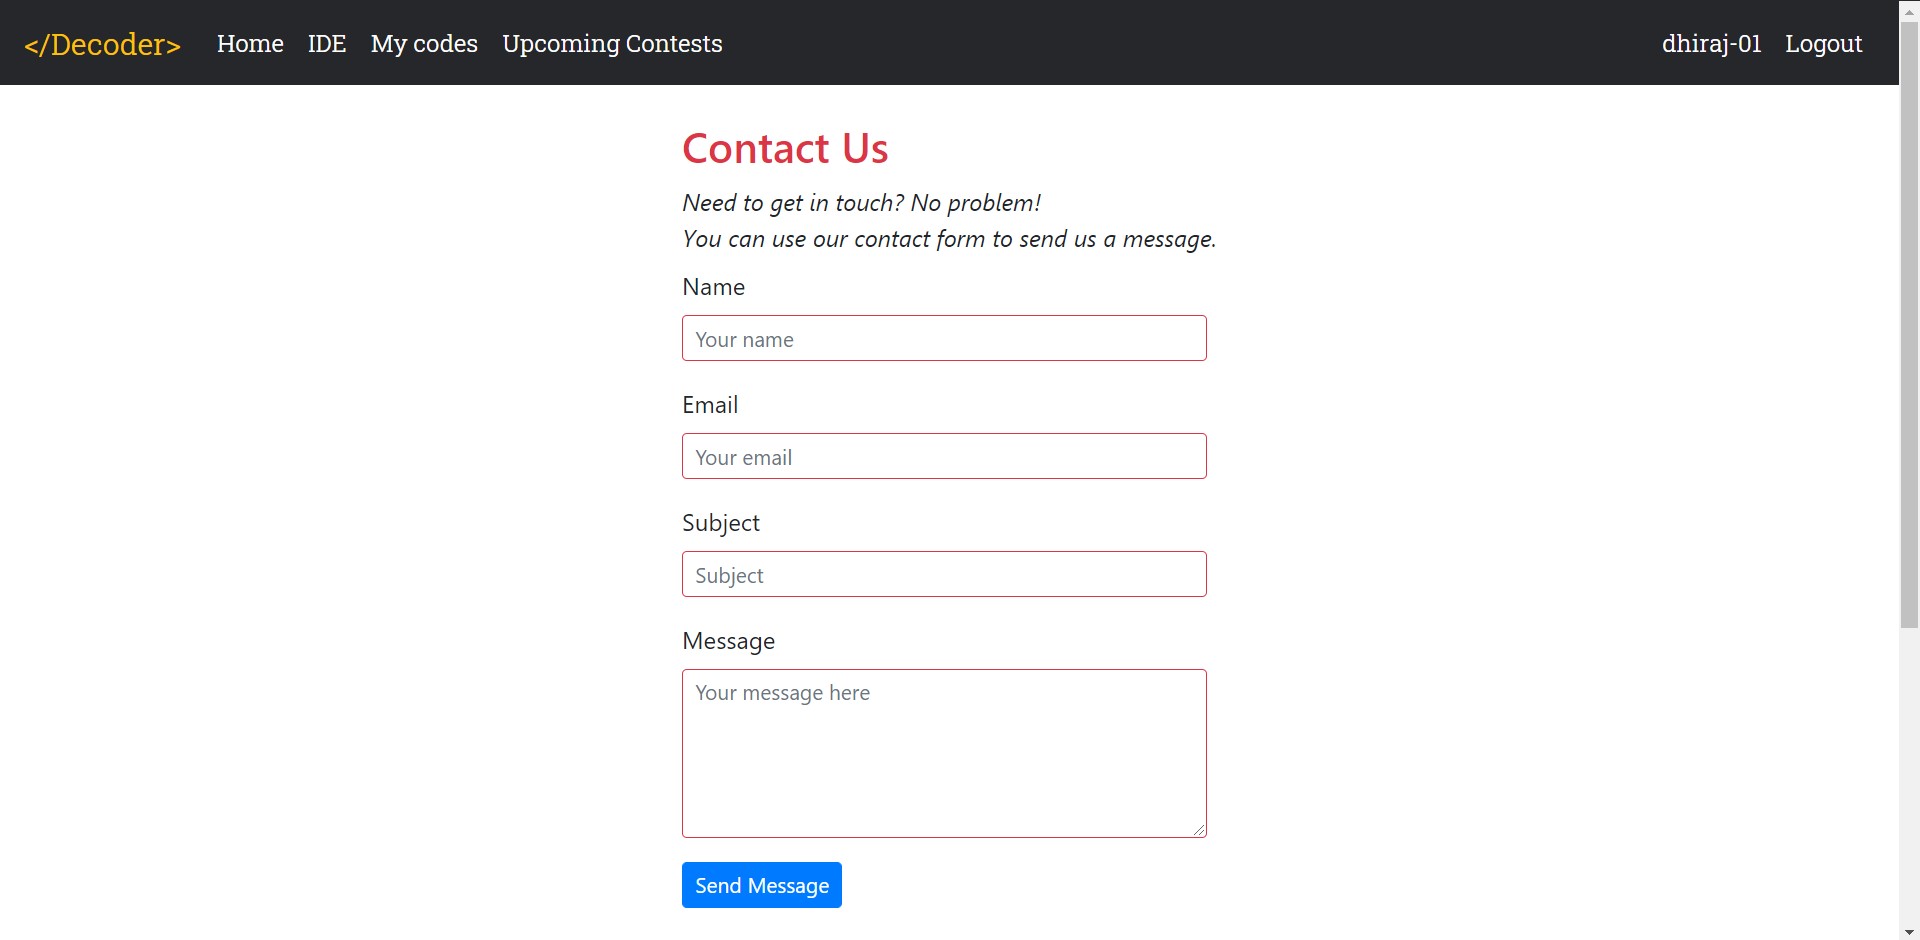 </Decoder> Home IDE My codes Upcoming Contests dhiraj-01 Logout
Contact Us
Need to get in touch? No problem!
You can use our contact form to send us a message.
Name
Your name
Email
Your email
Subject
Subject
Message
Your message here
Send Message